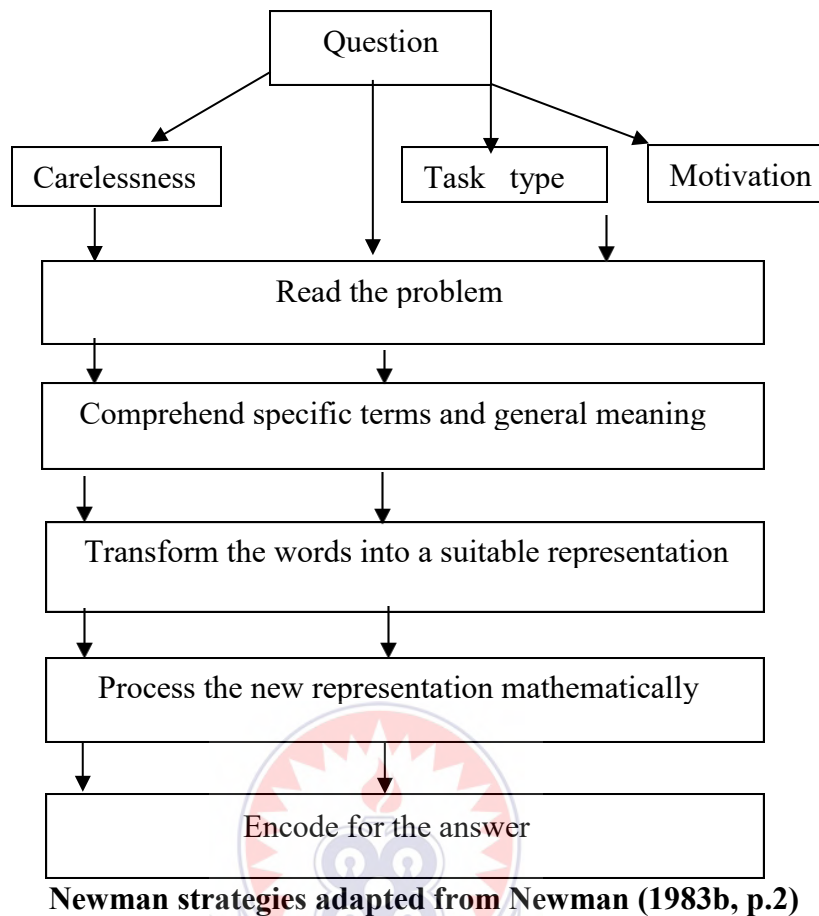 Question
Carelessness
Task type
Motivation
Read the problem
Comprehend specific terms and general meaning
Transform the words into a suitable representation
Process the new representation mathematically
Encode for the answer
Newman strategies adapted from Newman (1983b, p.2)